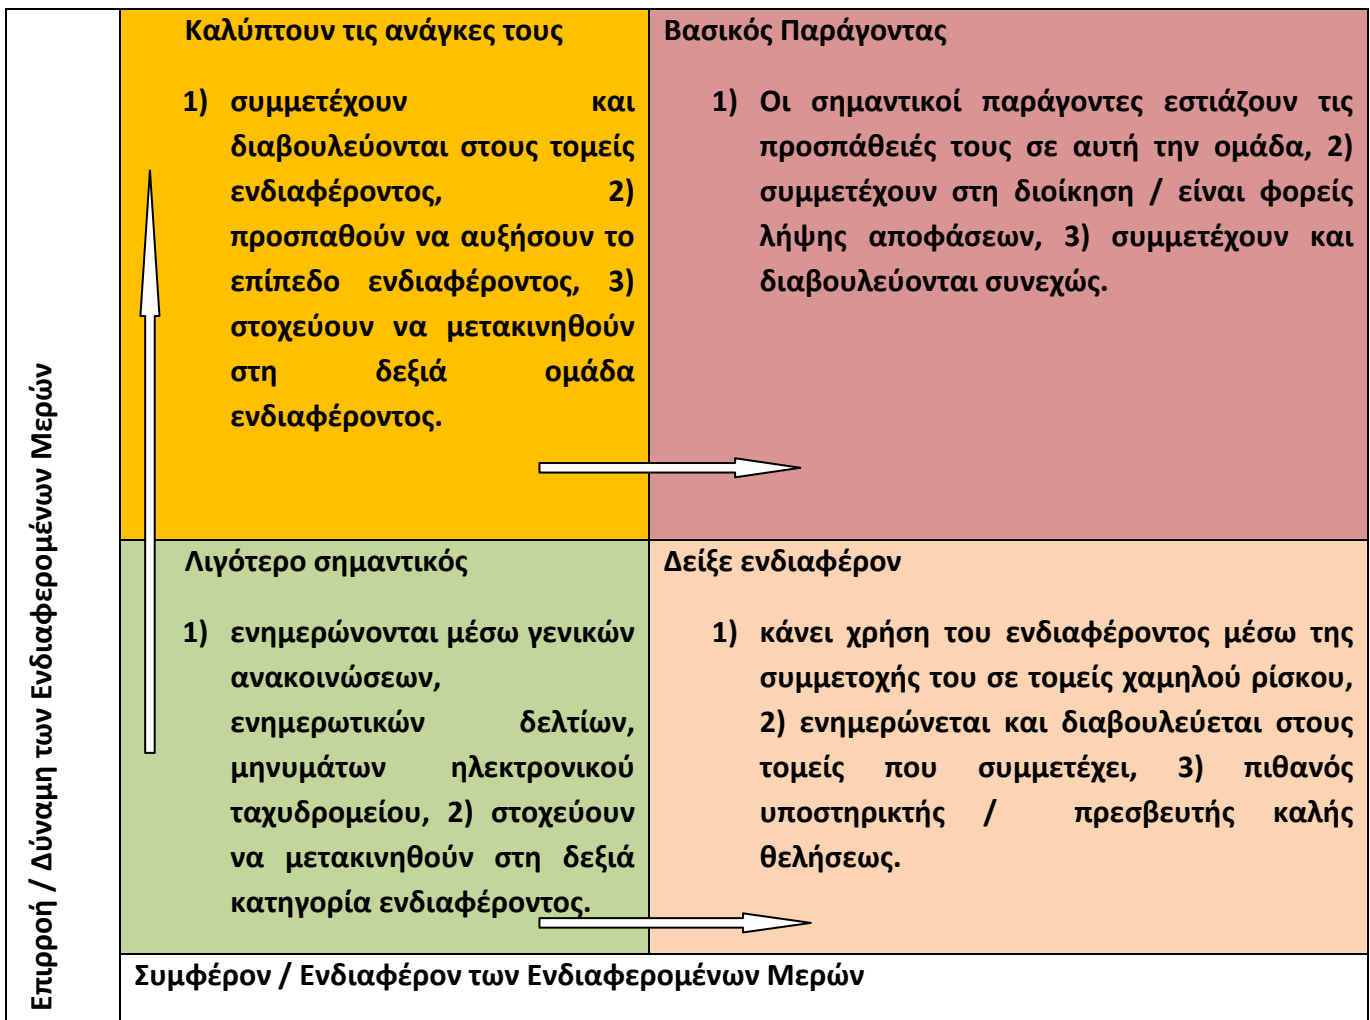 Επιρροή / Δύναμη των Ενδιαφερομένων Μερών
Καλύπτουν τις ανάγκες τους
1) συμμετέχουν και
διαβουλεύονται στους τομείς
ενδιαφέροντος, 2)
προσπαθούν να αυξήσουν το
επίπεδο ενδιαφέροντος, 3)
στοχεύουν να μετακινηθούν
στη δεξιά ομάδα
ενδιαφέροντος.
Βασικός Παράγοντας
1) Οι σημαντικοί παράγοντες εστιάζουν τις
προσπάθειές τους σε αυτή την ομάδα, 2)
συμμετέχουν στη διοίκηση / είναι φορείς
λήψης αποφάσεων, 3) συμμετέχουν και
διαβουλεύονται συνεχώς.
Λιγότερο σημαντικός
1) ενημερώνονται μέσω γενικών
ανακοινώσεων,
ενημερωτικών δελτίων,
μηνυμάτων ηλεκτρονικού
ταχυδρομείου, 2) στοχεύουν
να μετακινηθούν στη δεξιά
κατηγορία ενδιαφέροντος.
Δείξε ενδιαφέρον
1) κάνει χρήση του ενδιαφέροντος μέσω της
συμμετοχής του σε τομείς χαμηλού ρίσκου,
2) ενημερώνεται και διαβουλεύεται στους
τομείς που συμμετέχει, 3) πιθανός
υποστηρικτής / πρεσβευτής καλής
θελήσεως.
Συμφέρον / Ενδιαφέρον των Ενδιαφερομένων Μερών